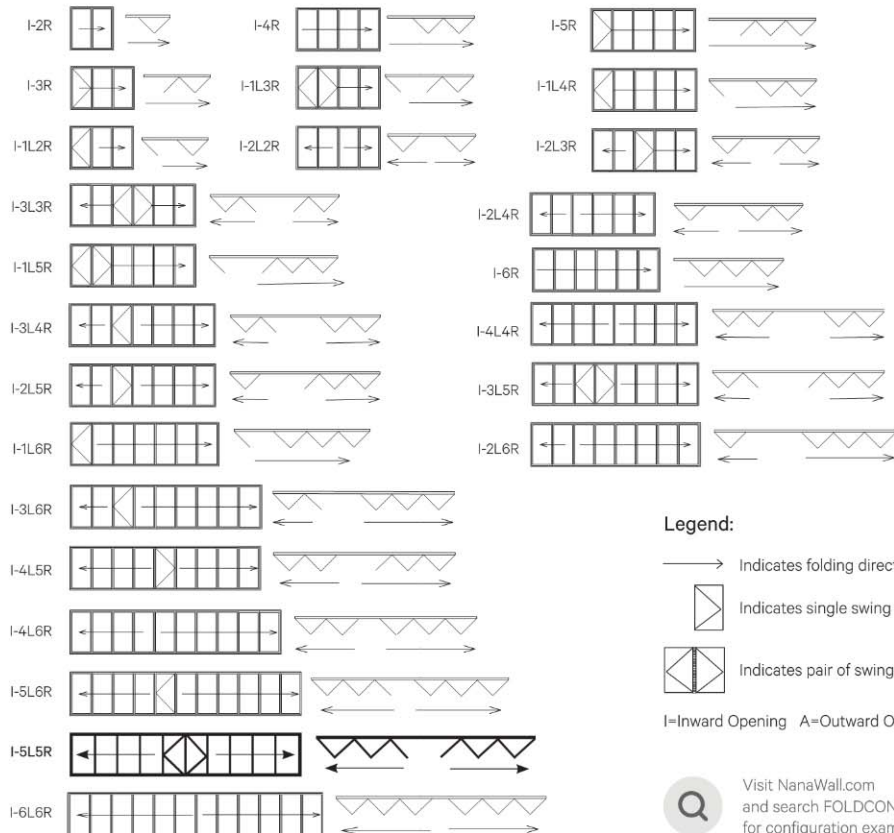 I-2R
I-4R
I-5R
I-3R
I-1L3R
I-1L4R
I-1L2R
I-2L2R
I-2L3R
I-3L3R
I-2L4R
I-1L5R
I-6R
I-3L4R
I-4L4R
I-2L5R
I-3L5R
I-1L6R
I-2L6R
I-3L6R
I-4L5R
I-4L6R
I-5L6R
I-5L5R
I-6L6R
Legend:
Indicates folding direct
Indicates single swing
Indicates pair of swing
I=Inward Opening A=Outward O
Visit NanaWall.com
and search FOLDCON
for configuration exam